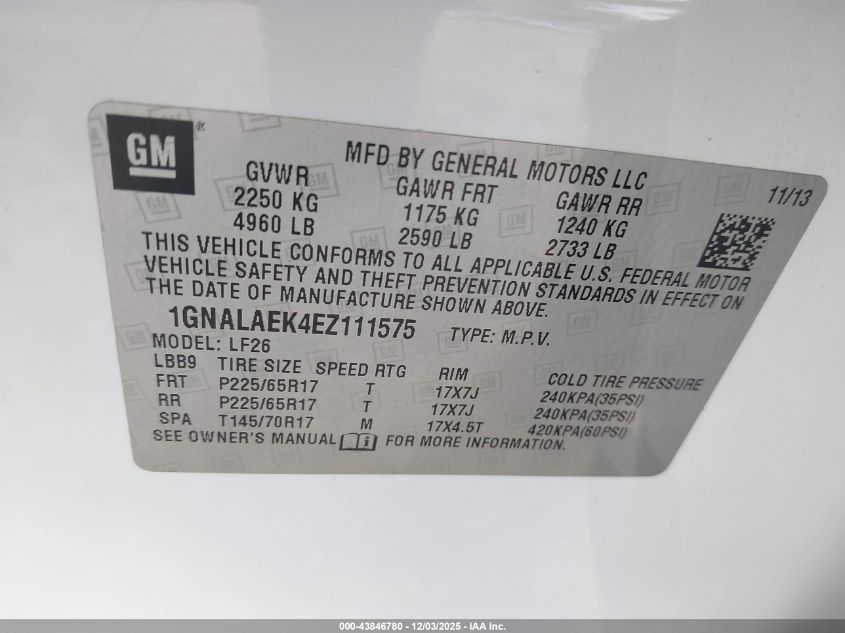 GM
MFD BY GENERAL MOTORS LLC
11/13
GVWR GAWR FRT GAWR RR
2250 KG 1175 KG 1240 KG
4960 LB 2590 LB 2733 LB
THIS VEHICLE CONFORMS TO ALL APPLICABLE U.S. FEDERAL MOTOR
VEHICLE SAFETY AND THEFT PREVENTION STANDARDS IN EFFECT ON
THE DATE OF MANUFACTURE SHOWN ABOVE.
1GNALAEK4EZ111575 TYPE: M.P.V.
MODEL: LF26
LBB9 TIRE SIZE SPEED RTG RIM COLD TIRE PRESSURE
FRT P225/65R17 T 17X7J 240KPA(35PSI)
RR P225/65R17 T 17X7J 240KPA(35PSI)
SPA T145/70R17 M 17X4.5T 420KPA(60PSI)
SEE OWNER'S MANUAL FOR MORE INFORMATION.
000-43846780 - 12/03/2025 - IAA Inc.